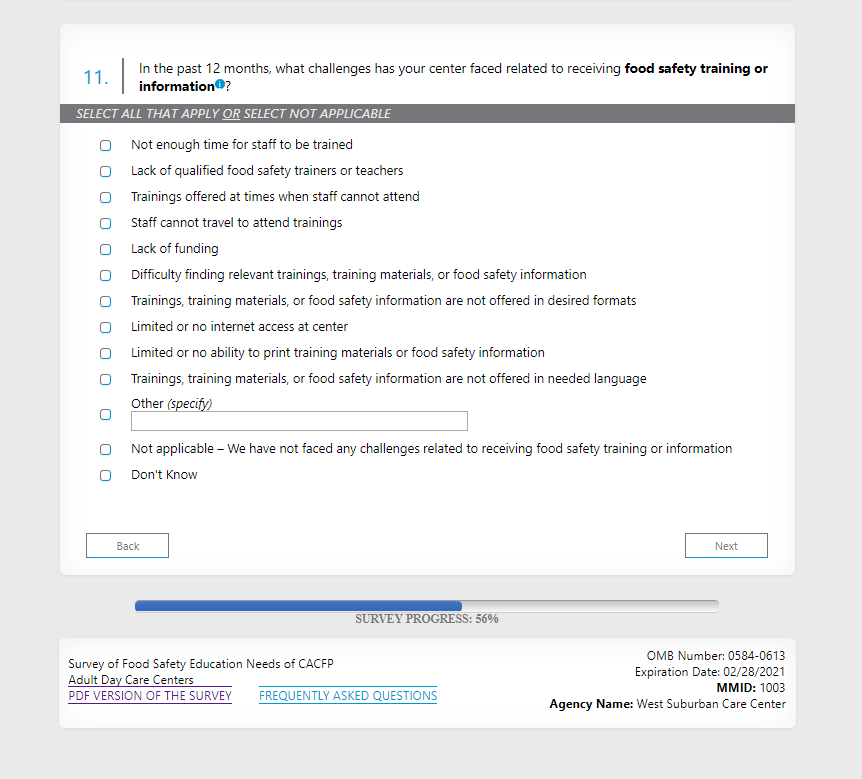 11.
In the past 12 months, what challenges has your center faced related to receiving food safety training or
information?
SELECT ALL THAT APPLY OR SELECT NOT APPLICABLE
Not enough time for staff to be trained
Lack of qualified food safety trainers or teachers
Trainings offered at times when staff cannot attend
Staff cannot travel to attend trainings
Lack of funding
Difficulty finding relevant trainings, training materials, or food safety information
Trainings, training materials, or food safety information are not offered in desired formats
Limited or no internet access at center
Limited or no ability to print training materials or food safety information
Trainings, training materials, or food safety information are not offered in needed language
Other (specify)
Not applicable – We have not faced any challenges related to receiving food safety training or information
Don't Know
Back
Next
SURVEY PROGRESS: 56%
Survey of Food Safety Education Needs of CACFP
Adult Day Care Centers
PDF VERSION OF THE SURVEY
FREQUENTLY ASKED QUESTIONS
OMB Number: 0584-0613
Expiration Date: 02/28/2021
MMID: 1003
Agency Name: West Suburban Care Center